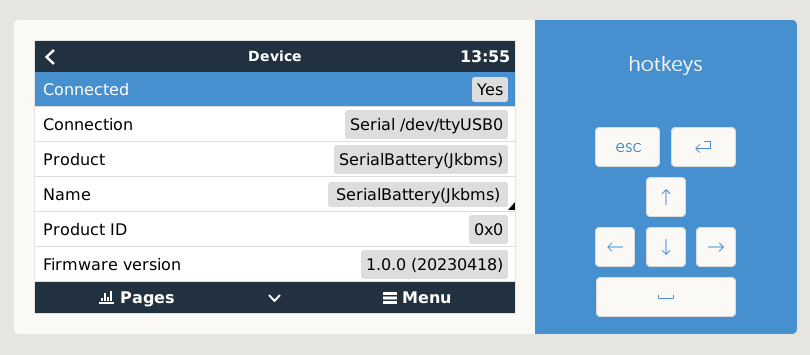 Device 13:55
Connected Yes
Connection Serial /dev/ttyUSB0
Product SerialBattery(Jkbms)
Name SerialBattery(Jkbms)
Product ID 0x0
Firmware version 1.0.0 (20230418)
Pages Menu
hotkeys
esc